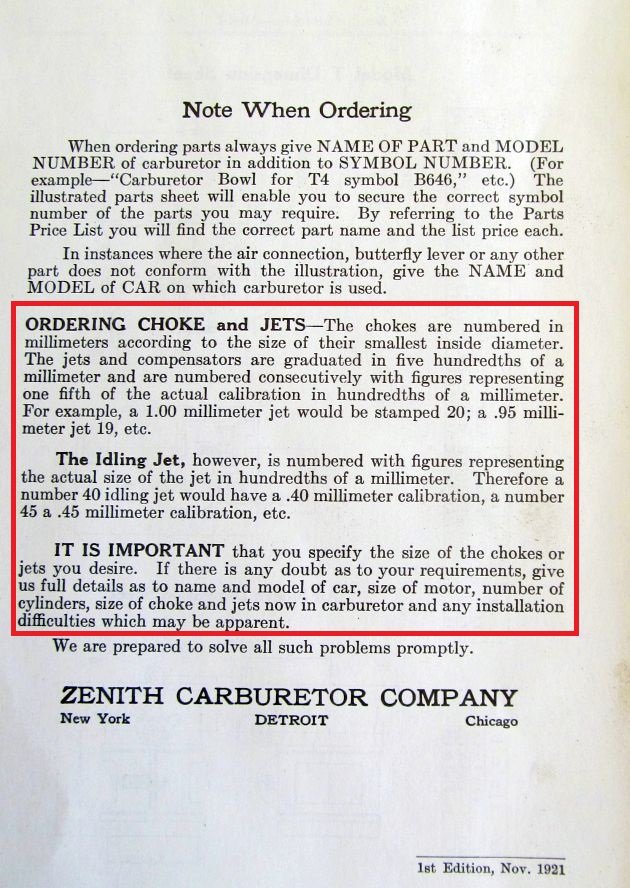 Note When Ordering
When ordering parts always give NAME OF PART and MODEL
NUMBER of carburetor in addition to SYMBOL NUMBER. (For
example—"Carburetor Bowl for T4 symbol B646," etc.) The
illustrated parts sheet will enable you to secure the correct symbol
number of the parts you may require. By referring to the Parts
Price List you will find the correct part name and the list price each.
In instances where the air connection, butterfly lever or any other
part does not conform with the illustration, give the NAME and
MODEL of CAR on which carburetor is used.
ORDERING CHOKE and JETS—The chokes are numbered in
millimeters according to the size of their smallest inside diameter.
The jets and compensators are graduated in five hundredths of a
millimeter and are numbered consecutively with figures representing
one fifth of the actual calibration in hundredths of a millimeter.
For example, a 1.00 millimeter jet would be stamped 20; a .95 milli-
meter jet 19, etc.
The Idling Jet, however, is numbered with figures representing
the actual size of the jet in hundredths of a millimeter. Therefore a
number 40 idling jet would have a .40 millimeter calibration, a number
45 a .45 millimeter calibration, etc.
IT IS IMPORTANT that you specify the size of the chokes or
jets you desire. If there is any doubt as to your requirements, give
us full details as to name and model of car, size of motor, number of
cylinders, size of choke and jets now in carburetor and any installation
difficulties which may be apparent.
We are prepared to solve all such problems promptly.
ZENITH CARBURETOR COMPANY
New York DETROIT Chicago
1st Edition, Nov. 1921